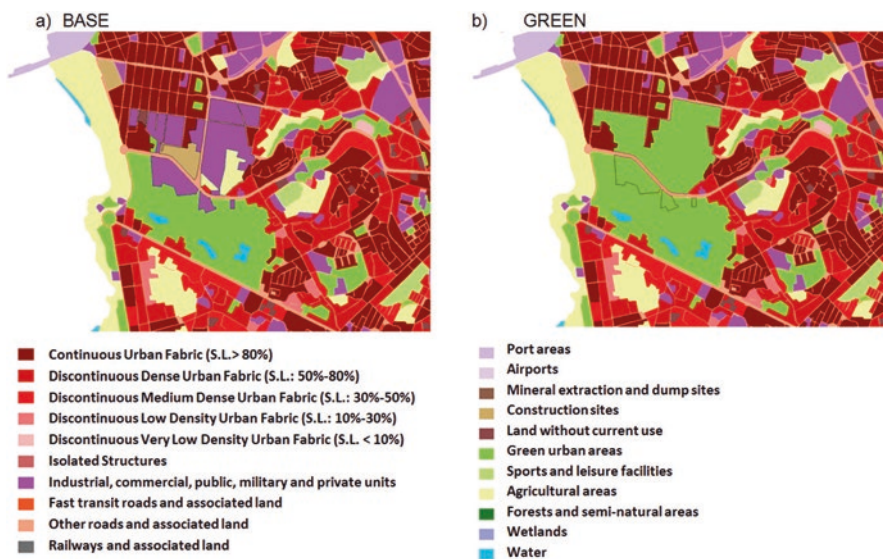 a) BASE
b) GREEN
Continuous Urban Fabric (S.L.> 80%)
Discontinuous Dense Urban Fabric (S.L.: 50%-80%)
Discontinuous Medium Dense Urban Fabric (S.L.: 30%-50%)
Discontinuous Low Density Urban Fabric (S.L.: 10%-30%)
Discontinuous Very Low Density Urban Fabric (S.L. < 10%)
Isolated Structures
Industrial, commercial, public, military and private units
Fast transit roads and associated land
Other roads and associated land
Railways and associated land
Port areas
Airports
Mineral extraction and dump sites
Construction sites
Land without current use
Green urban areas
Sports and leisure facilities
Agricultural areas
Forests and semi-natural areas
Wetlands
Water